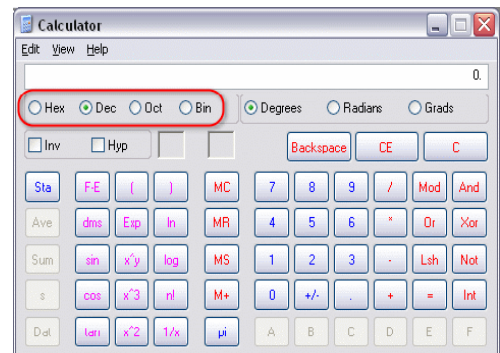 Calculator
Edit View Help
0.
Hex Dec Oct Bin Degrees Radians Grads
Inv Hyp Backspace CE C
Sta F-E ( ) MC 7 8 9 / Mod And
Ave dms Exp ln MR 4 5 6 * Or Xor
Sum sin x^y log MS 1 2 3 - Lsh Not
s cos x^3 n! M+ 0 +/- . + = Int
Dat tan x^2 1/x pi A B C D E F